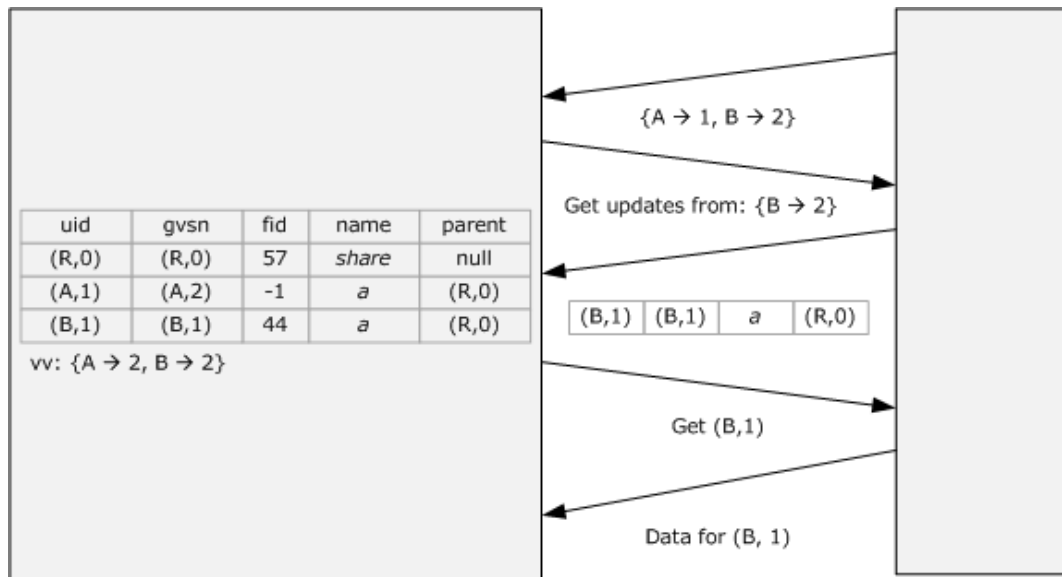 {A → 1, B → 2}
Get updates from: {B → 2}
uid gvsn fid name parent
(R,0) (R,0) 57 share null
(A,1) (A,2) -1 a (R,0)
(B,1) (B,1) 44 a (R,0)
vv: {A → 2, B → 2}
(B,1) (B,1) a (R,0)
Get (B,1)
Data for (B, 1)